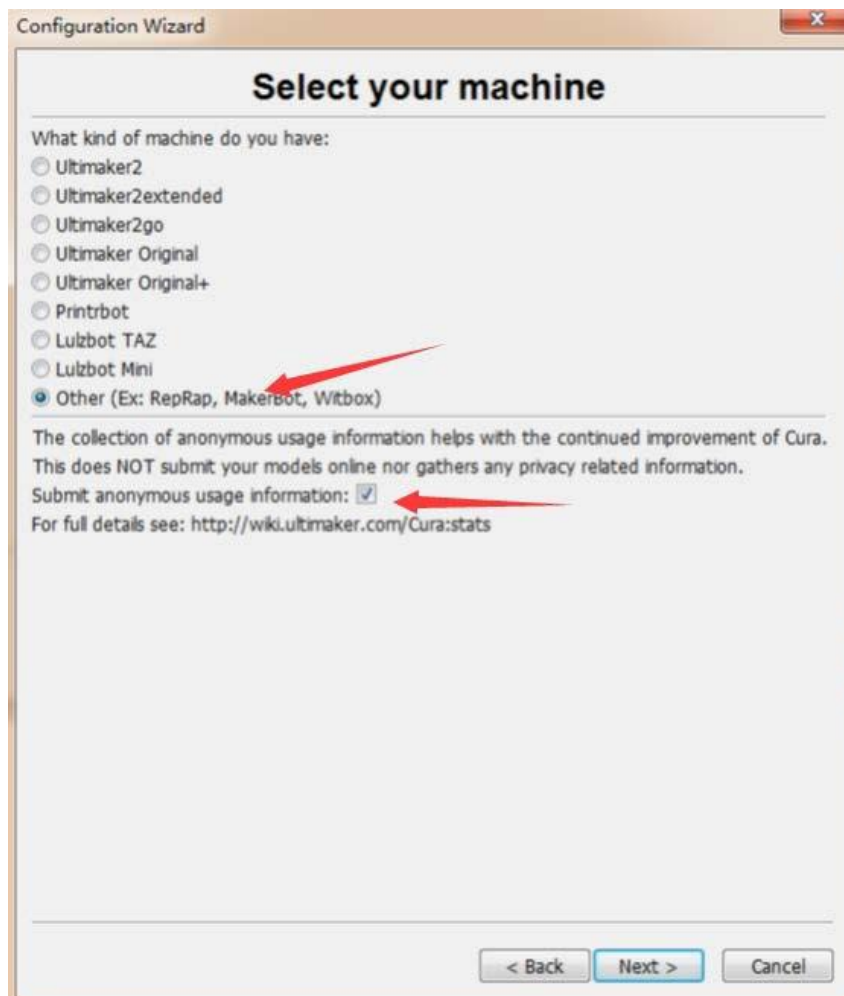 Configuration Wizard
Select your machine
What kind of machine do you have:
Ultimaker2
Ultimaker2extended
Ultimaker2go
Ultimaker Original
Ultimaker Original+
Printrbot
Lulzbot TAZ
Lulzbot Mini
Other (Ex: RepRap, MakerBot, Witbox)
The collection of anonymous usage information helps with the continued improvement of Cura.
This does NOT submit your models online nor gathers any privacy related information.
Submit anonymous usage information:
For full details see: http://wiki.ultimaker.com/Cura:stats
< Back Next > Cancel